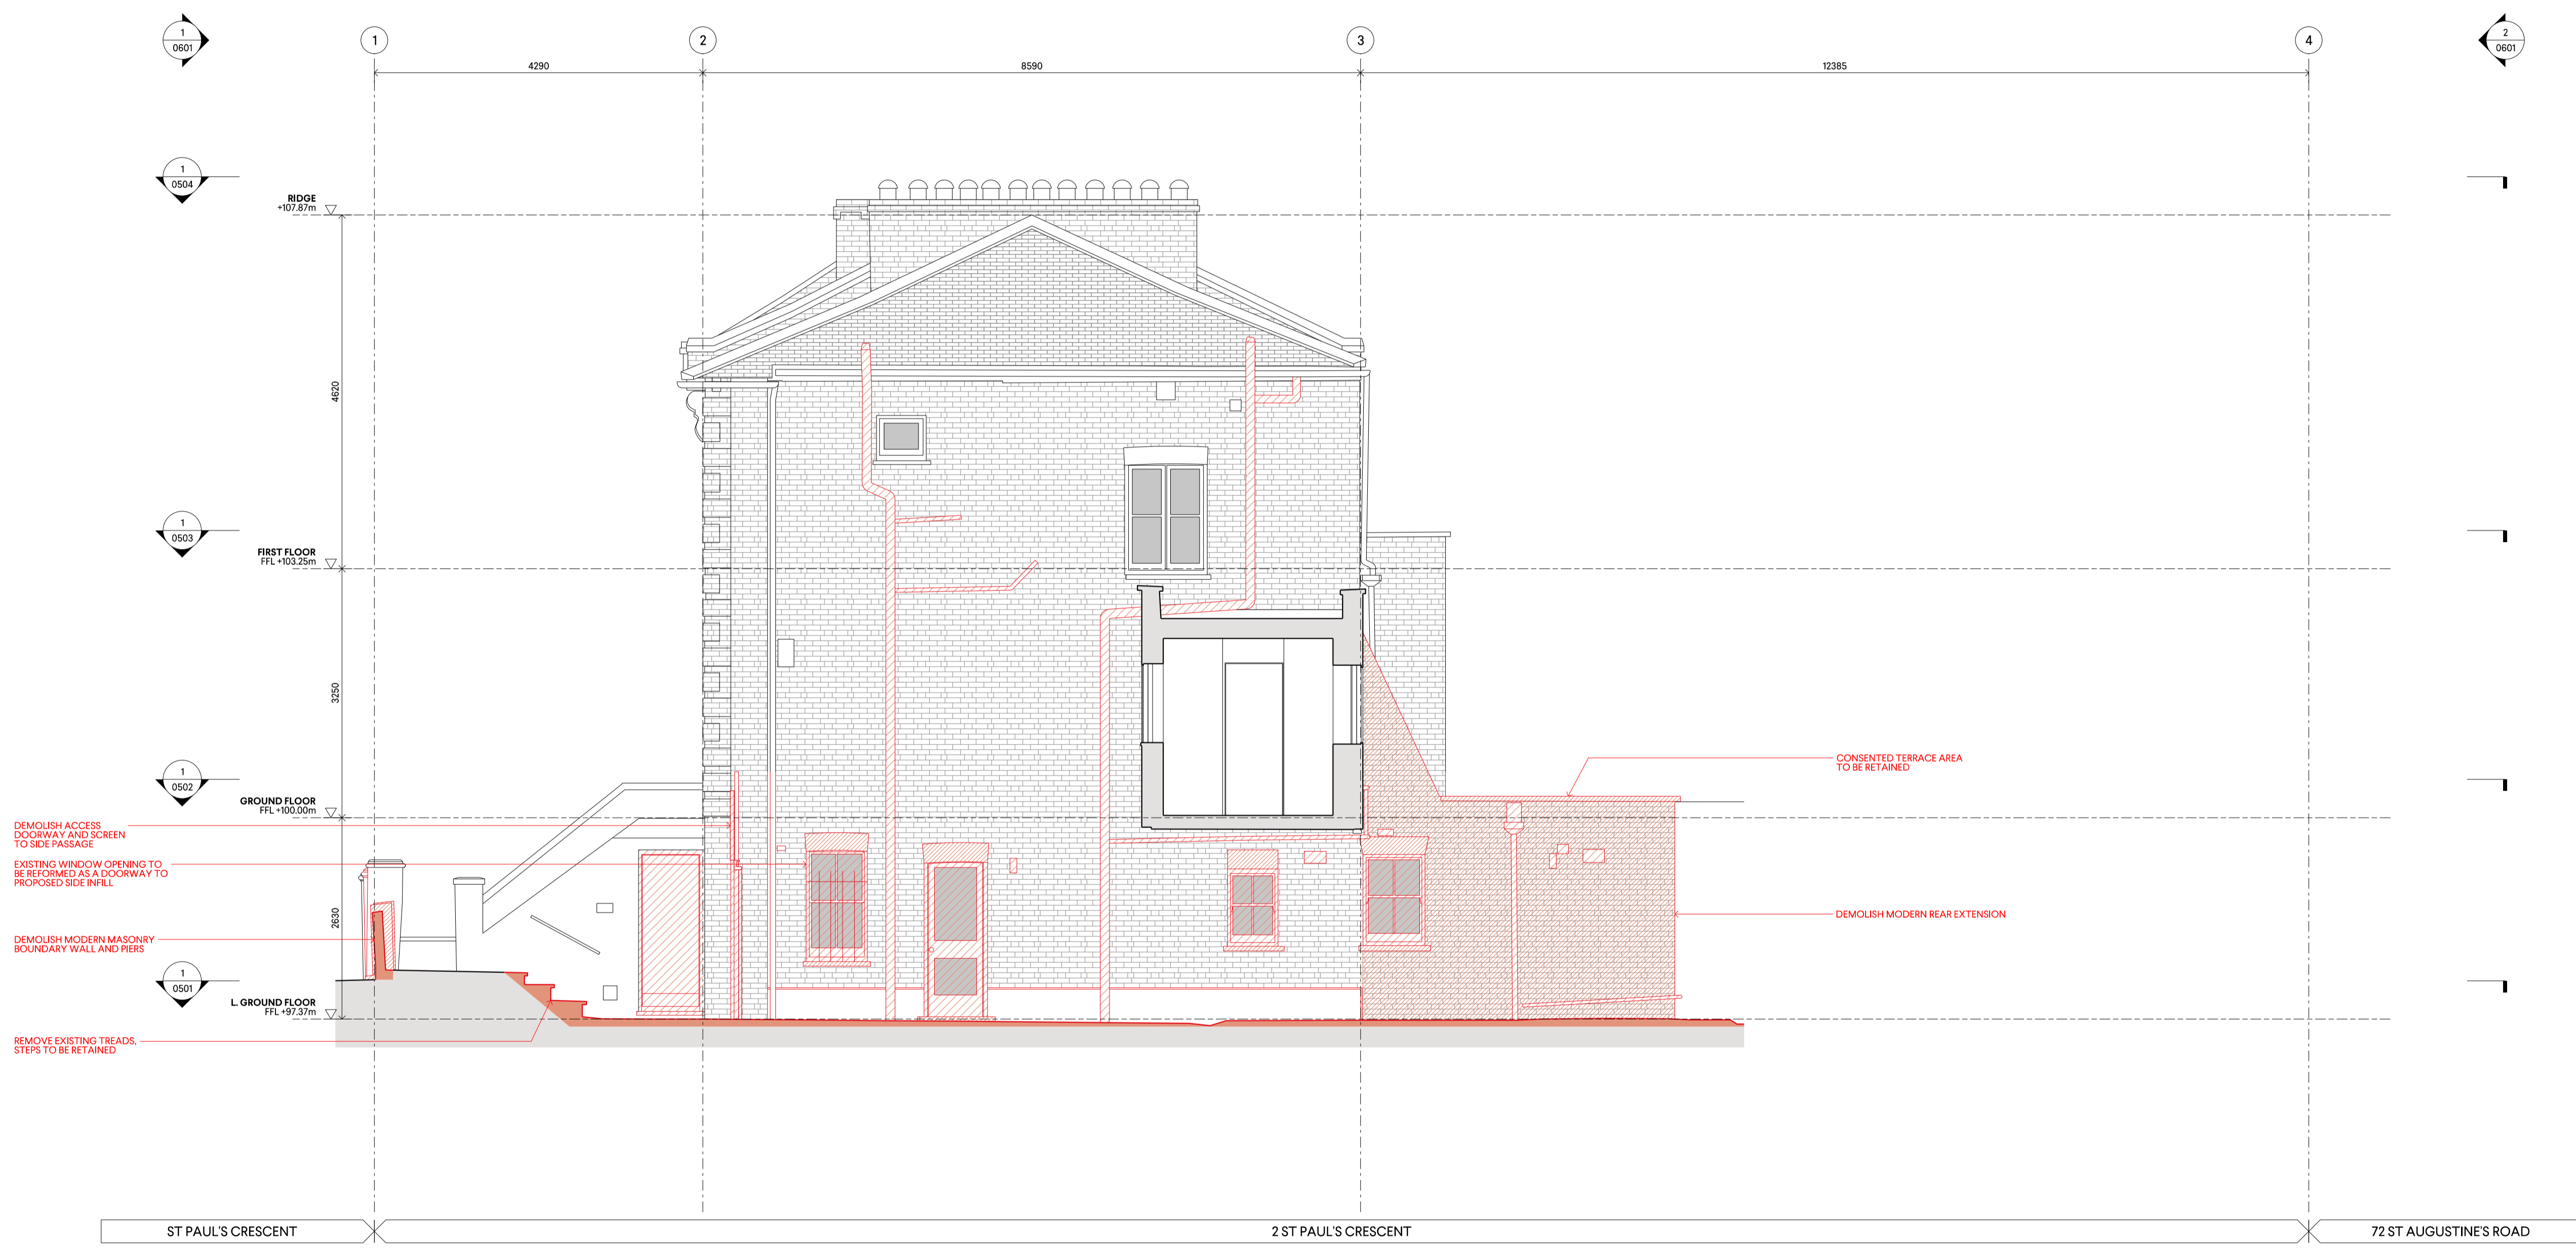 1
0601
1
2
3
4
2
0601
4290
8590
12385
1
0504
RIDGE
+107.87m
4620
1
0503
FIRST FLOOR
FFL +103.25m
3250
1
0502
GROUND FLOOR
FFL +100.00m
CONSENTED TERRACE AREA
TO BE RETAINED
DEMOLISH ACCESS
DOORWAY AND SCREEN
TO SIDE PASSAGE
EXISTING WINDOW OPENING TO
BE REFORMED AS A DOORWAY TO
PROPOSED SIDE INFILL
2630
DEMOLISH MODERN REAR EXTENSION
DEMOLISH MODERN MASONRY
BOUNDARY WALL AND PIERS
1
0501
L. GROUND FLOOR
FFL +97.37m
REMOVE EXISTING TREADS,
STEPS TO BE RETAINED
ST PAUL'S CRESCENT
2 ST PAUL'S CRESCENT
72 ST AUGUSTINE'S ROAD